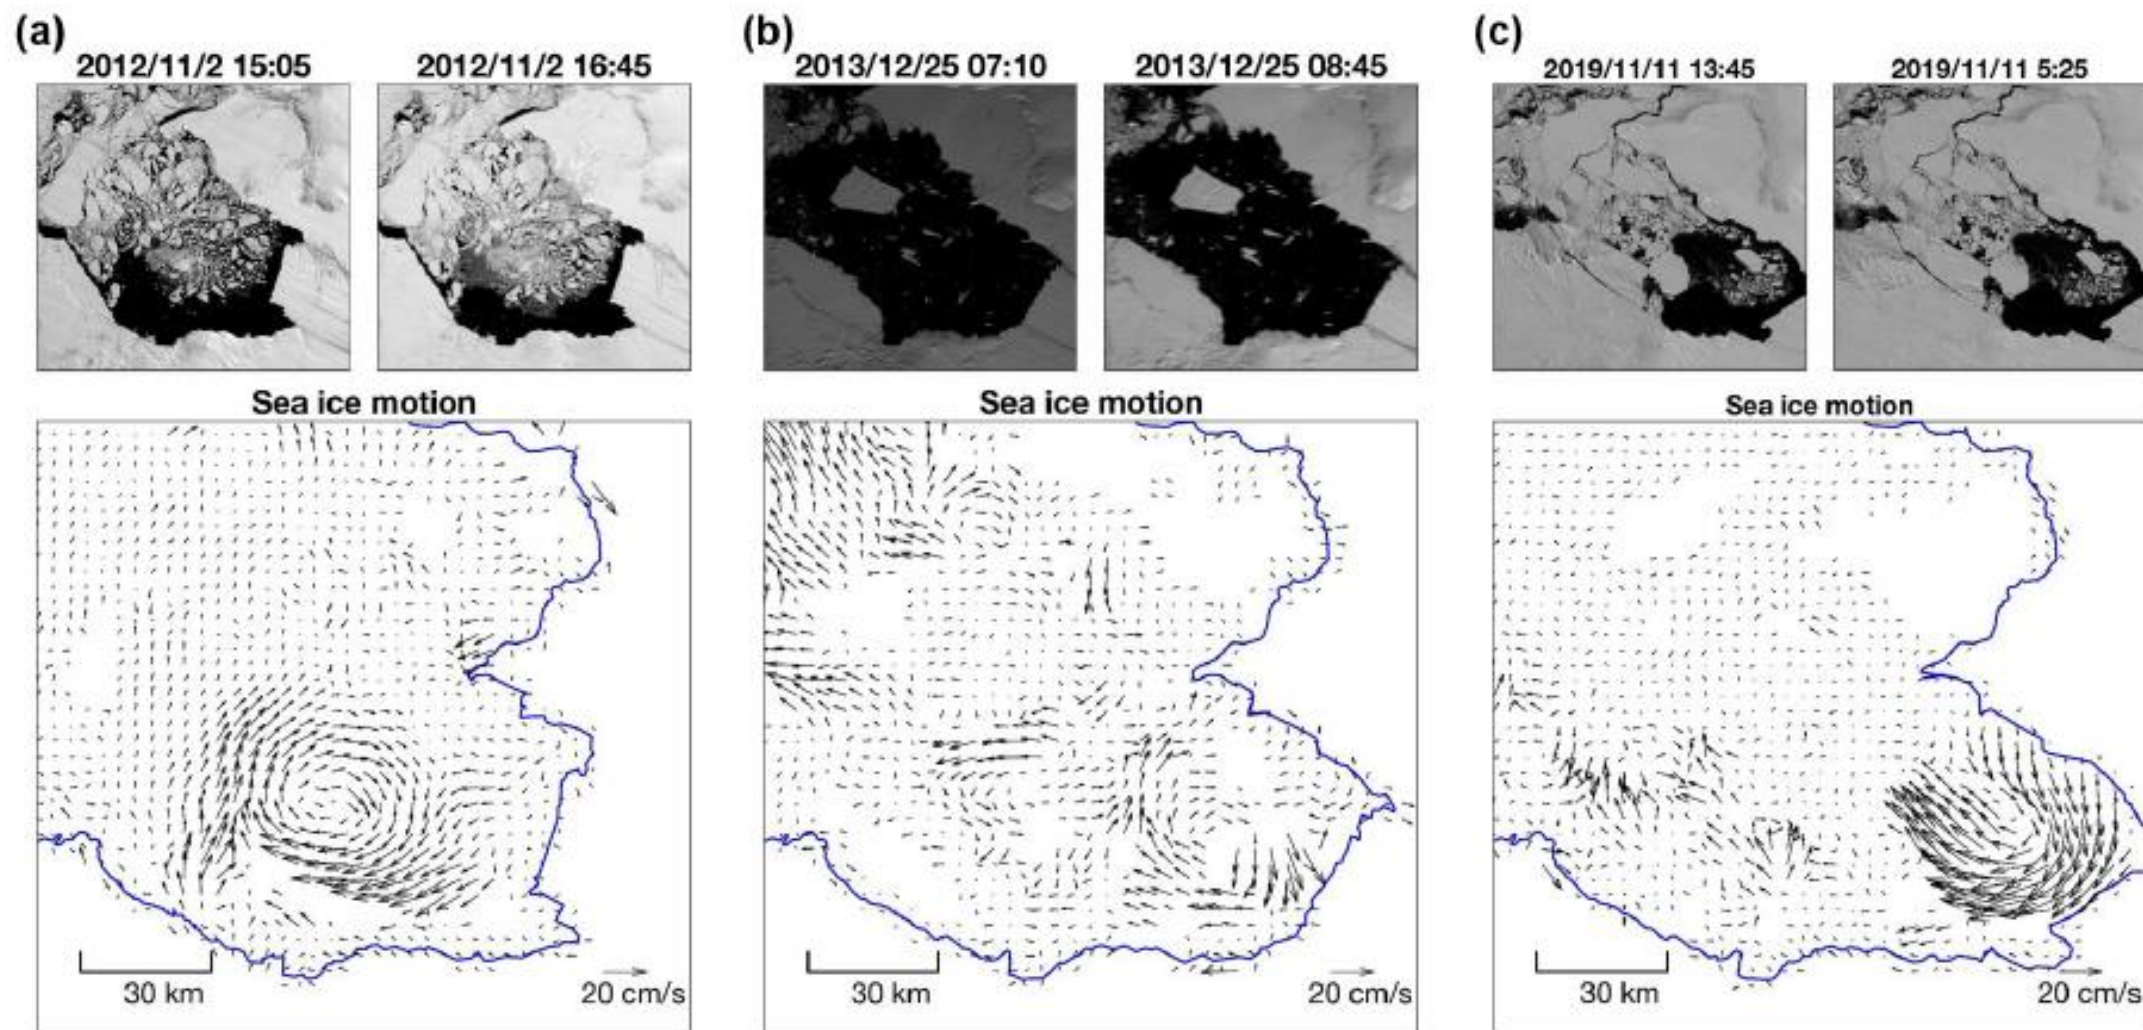 (a)
2012/11/2 15:05
2012/11/2 16:45
Sea ice motion
30 km
20 cm/s
(b)
2013/12/25 07:10
2013/12/25 08:45
Sea ice motion
30 km
20 cm/s
(c)
2019/11/11 13:45
2019/11/11 5:25
Sea ice motion
30 km
20 cm/s